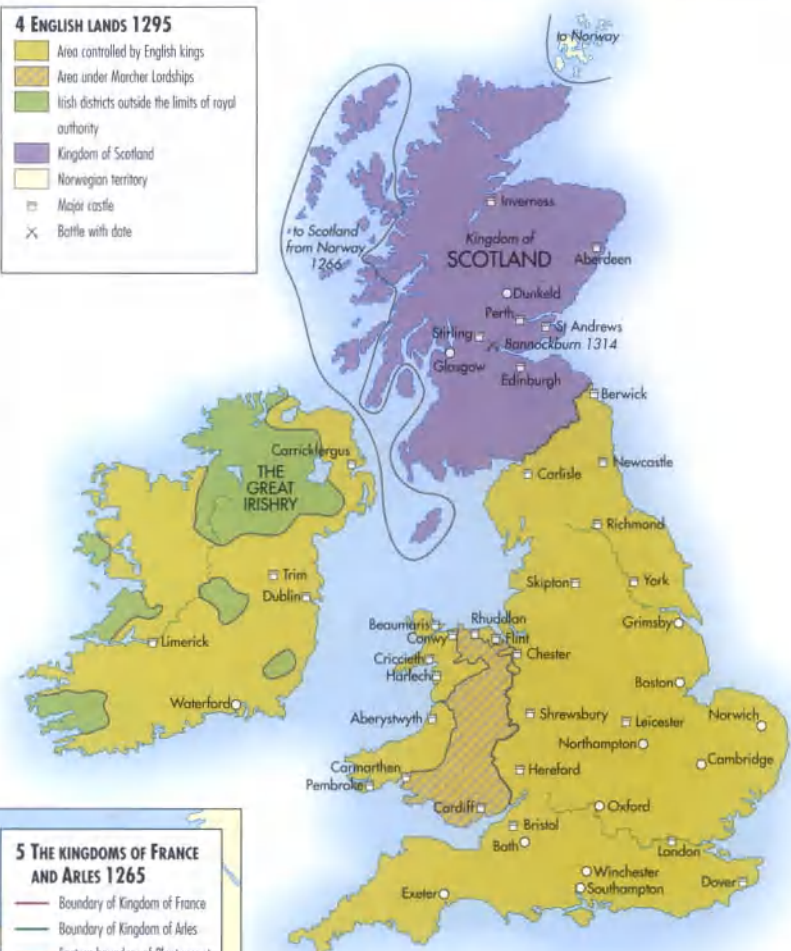 4 ENGLISH LANDS 1295
Area controlled by English kings
Area under Marcher Lordships
Irish districts outside the limits of royal
authority
Kingdom of Scotland
Norwegian territory
Major castle
Battle with date
to Norway
to Scotland
from Norway
1266
Inverness
Kingdom of
SCOTLAND
Aberdeen
Dunkeld
Perth
St Andrews
Stirling
Bannockburn 1314
Glasgow
Edinburgh
Berwick
Carrickfergus
THE
GREAT
IRISHRY
Newcastle
Carlisle
Richmond
Trim
Dublin
Skipton
York
Limerick
Waterford
Beaumaris
Rhuddlan
Conwy
Flint
Grimsby
Criccieth
Chester
Harlech
Boston
Aberystwyth
Shrewsbury
Leicester
Norwich
Northampton
Cambridge
Carmarthen
Hereford
Pembroke
Cardiff
Oxford
Bristol
Bath
London
Winchester
Southampton
Dover
Exeter
5 THE KINGDOMS OF FRANCE
AND ARLES 1265
Boundary of Kingdom of France
Boundary of Kingdom of Arles